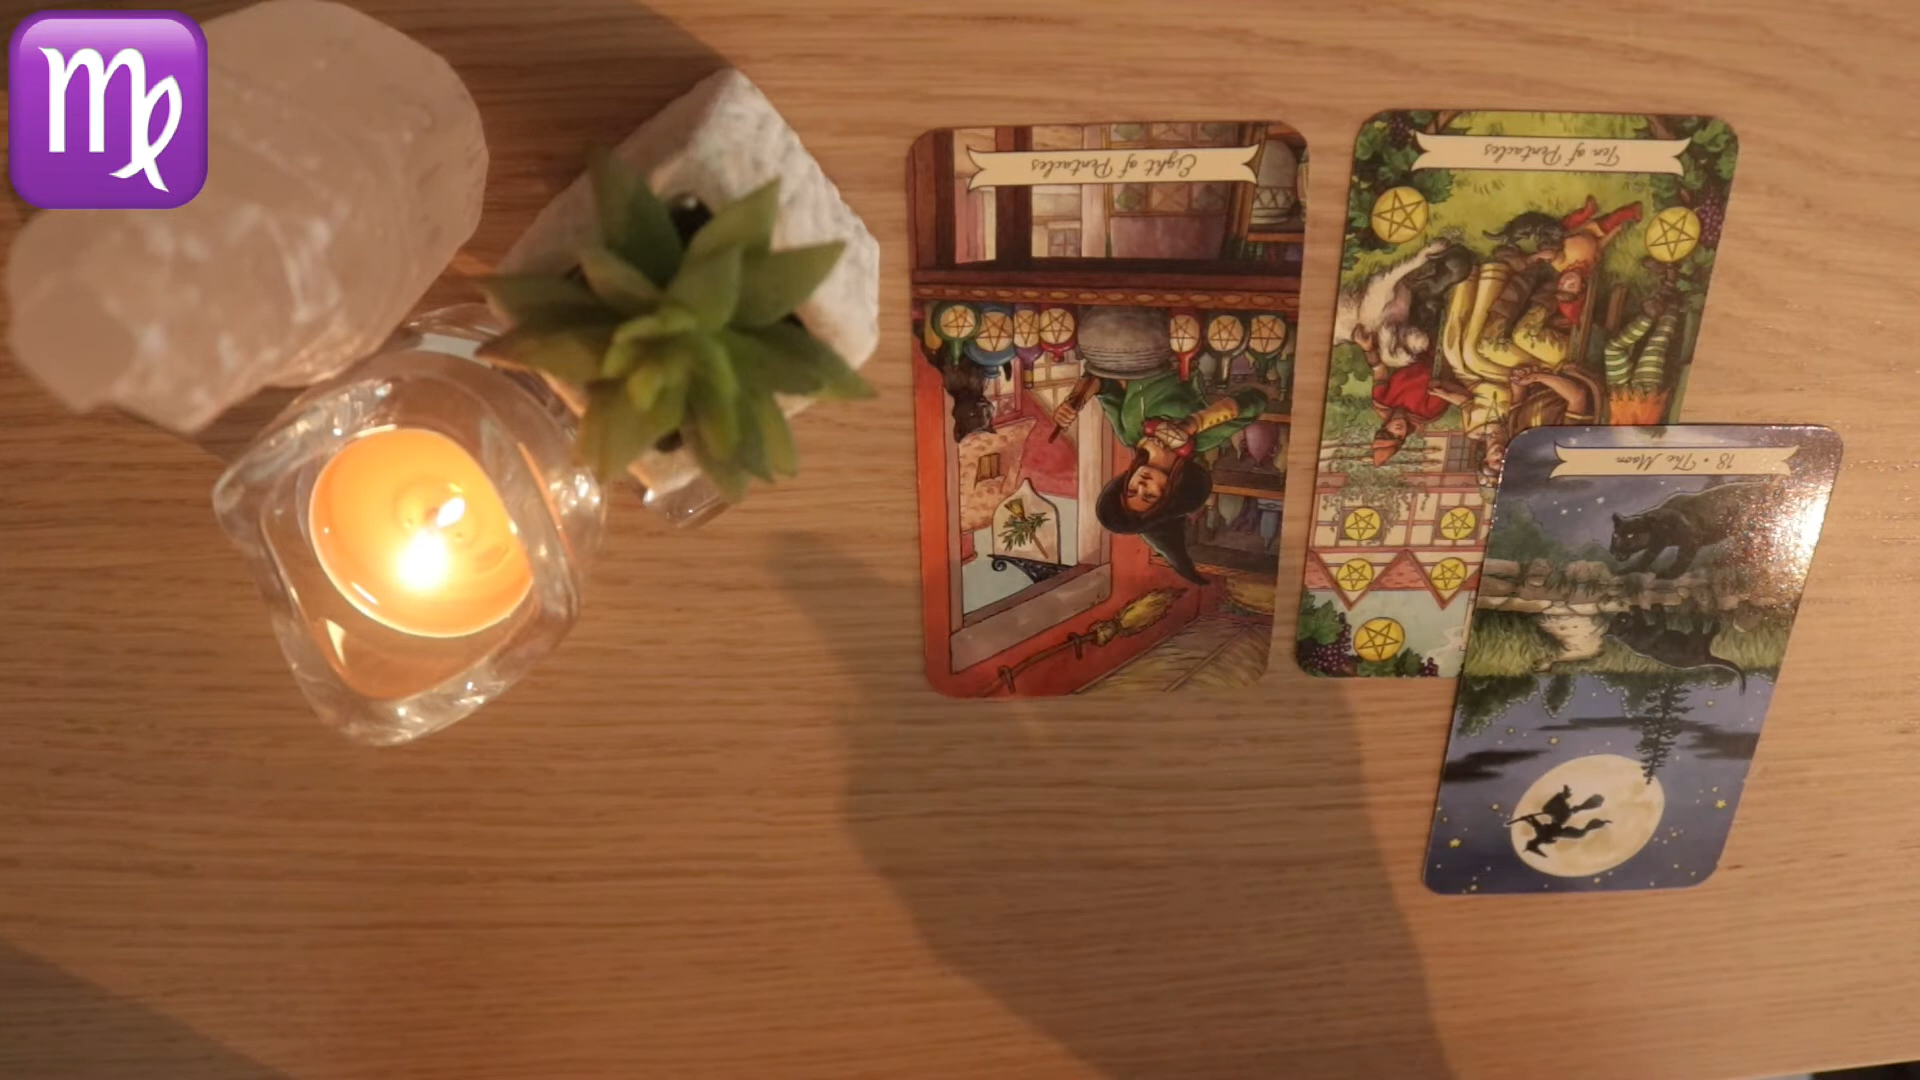 Eight of Pentacles
Ten of Pentacles
18 • The Moon